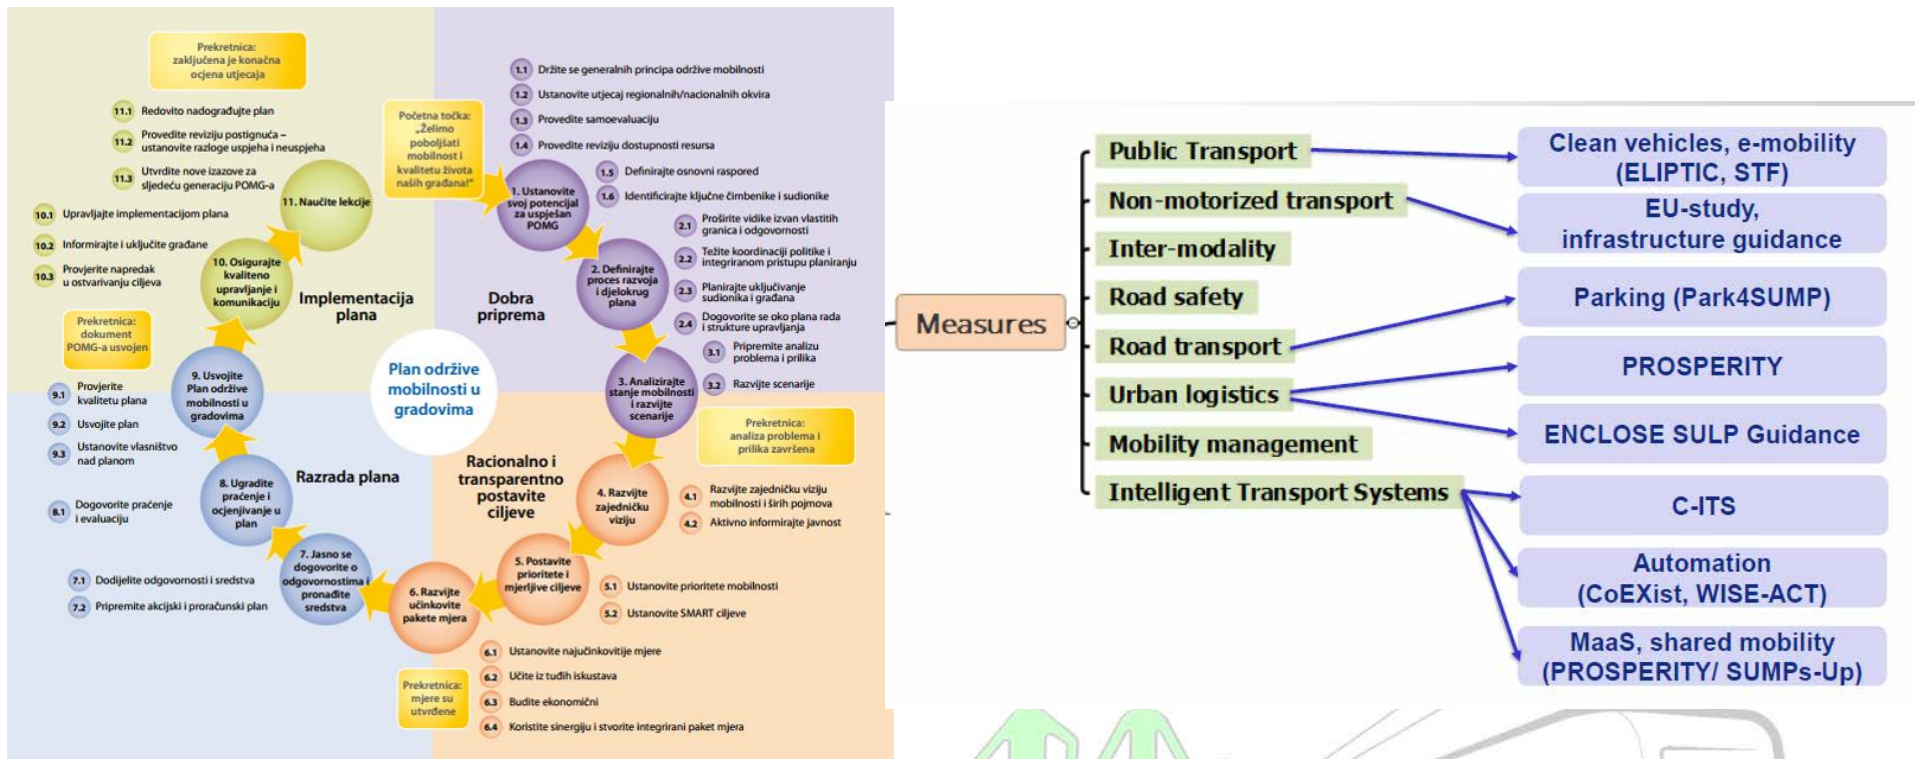 Prekretnica:
zaključena je konačna
ocjena utjecaja
11.1 Redovito nadograđujte plan
11.2 Provedite reviziju postignuća –
ustanovite razloge uspjeha i neuspjeha
11.3 Utvrdite nove izazove za
sljedeću generaciju POMG-a
11. Naučite lekcije
10.1 Upravljajte implementacijom plana
10.2 Informirajte i uključite građane
10.3 Provjerite napredak
u ostvarivanju ciljeva
10. Osigurajte
kvaliteno
upravljanje i
komunikaciju
Implementacija
plana
Prekretnica:
dokument
POMG-a usvojen
Početna točka:
„Želimo
poboljšati
mobilnost i
kvalitetu života
naših građana!“
1.1 Držite se generalnih principa održive mobilnosti
1.2 Ustanovite utjecaj regionalnih/nacionalnih okvira
1.3 Provedite samoevaluaciju
1.4 Provedite reviziju dostupnosti resursa
1.5 Definirajte osnovni raspored
1.6 Identificirajte ključne čimbenike i sudionike
1. Ustanovite
svoj potencijal
za uspješan
POMG
2.1 Proširite vidike izvan vlastitih
granica i odgovornosti
2.2 Težite koordinaciji politike i
integriranom pristupu planiranju
2.3 Planirajte uključivanje
sudionika i građana
2.4 Dogovorite se oko plana rada
i strukture upravljanja
2. Definirajte
proces razvoja
i djelokrug
plana
Dobra
priprema
3.1 Pripremite analizu
problema i prilika
3.2 Razvijte scenarije
3. Analizirajte
stanje mobilnosti
i razvijte
scenarije
Plan održive
mobilnosti u
gradovima
9. Usvojite
Plan održive
mobilnosti u
gradovima
9.1 Provjerite
kvalitetu plana
9.2 Usvojite plan
9.3 Ustanovite vlasništvo
nad planom
8. Ugradite
praćenje i
ocjenjivanje u
plan
Razrada plana
8.1 Dogovorite praćenje
i evaluaciju
7. Jasno se
dogovorite o
odgovornostima i
pronađite
sredstva
7.1 Dodijelite odgovornosti i sredstva
7.2 Pripremite akcijski i proračunski plan
Prekretnica:
analiza problema i
prilika završena
Racionalno i
transparentno
postavite
ciljeve
4. Razvijte
zajedničku
viziju
4.1 Razvijte zajedničku viziju
mobilnosti i ših pojmova
4.2 Aktivno informirajte javnost
5. Postavite
prioritete i
mjerljive ciljeve
5.1 Ustanovite prioritete mobilnosti
5.2 Ustanovite SMART ciljeve
6. Razvijte
učinkovite
pakete mjera
6.1 Ustanovite najučinkovitije mjere
6.2 Učite iz tuđih iskustava
6.3 Budite ekonomični
6.4 Koristite sinergiju i stvorite integrirani paket mjera
Prekretnica:
mjere su
utvrđene
Measures
Public Transport
Non-motorized transport
Inter-modality
Road safety
Road transport
Urban logistics
Mobility management
Intelligent Transport Systems
Clean vehicles, e-mobility
(ELIPTIC, STF)
EU-study,
infrastructure guidance
Parking (Park4SUMP)
PROSPERITY
ENCLOSE SULP Guidance
C-ITS
Automation
(CoEXist, WISE-ACT)
MaaS, shared mobility
(PROSPERITY/ SUMPs-Up)